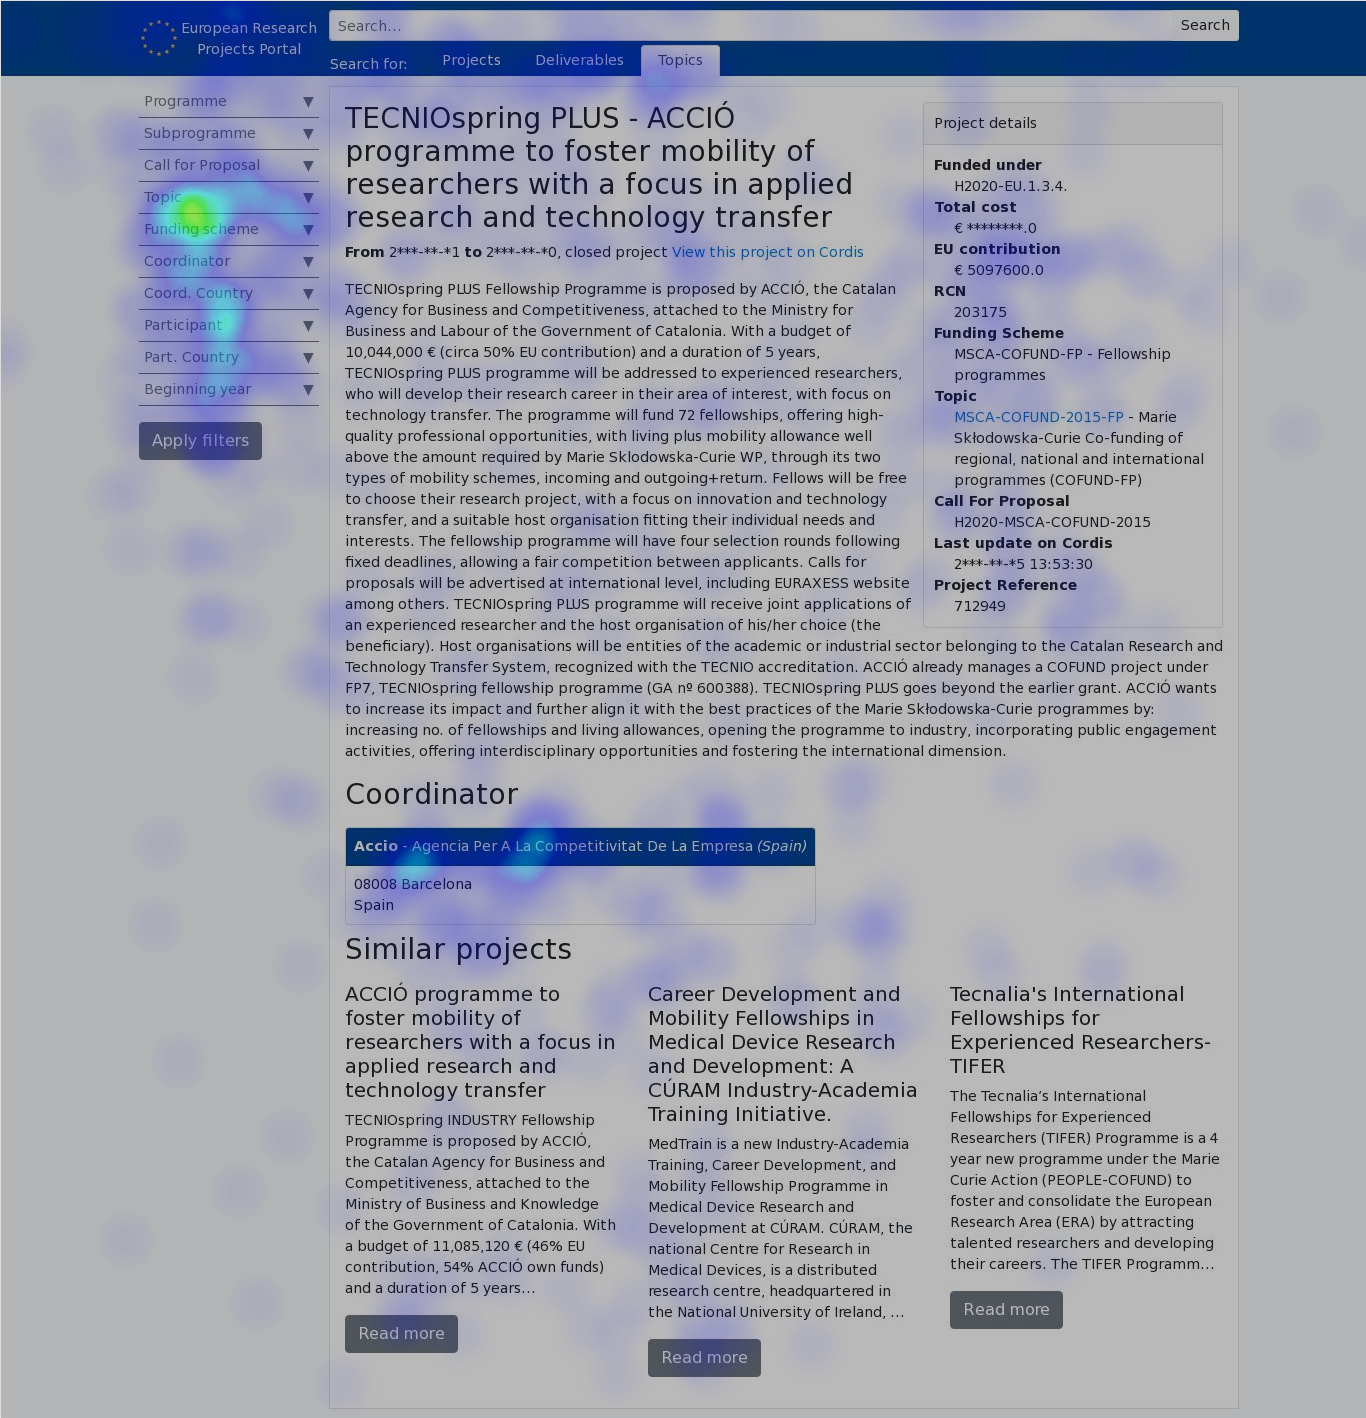 European Research
Projects Portal
Search...
Search
Search for:
Projects
Deliverables
Topics
Programme ▼
Subprogramme ▼
Call for Proposal ▼
Topic ▼
Funding scheme ▼
Coordinator ▼
Coord. Country ▼
Participant ▼
Part. Country ▼
Beginning year ▼
Apply filters
TECNIOspring PLUS - ACCIÓ
programme to foster mobility of
researchers with a focus in applied
research and technology transfer
From 2***-**-*1 to 2***-**-*0, closed project View this project on Cordis
Project details
Funded under
H2020-EU.1.3.4.
Total cost
€ ********.0
EU contribution
€ 5097600.0
RCN
203175
Funding Scheme
MSCA-COFUND-FP - Fellowship
programmes
Topic
MSCA-COFUND-2015-FP - Marie
Skłodowska-Curie Co-funding of
regional, national and international
programmes (COFUND-FP)
Call For Proposal
H2020-MSCA-COFUND-2015
Last update on Cordis
2***-**-*5 13:53:30
Project Reference
712949
TECNIOspring PLUS Fellowship Programme is proposed by ACCIÓ, the Catalan
Agency for Business and Competitiveness, attached to the Ministry for
Business and Labour of the Government of Catalonia. With a budget of
10,044,000 € (circa 50% EU contribution) and a duration of 5 years,
TECNIOspring PLUS programme will be addressed to experienced researchers,
who will develop their research career in their area of interest, with focus on
technology transfer. The programme will fund 72 fellowships, offering high-
quality professional opportunities, with living plus mobility allowance well
above the amount required by Marie Sklodowska-Curie WP, through its two
types of mobility schemes, incoming and outgoing+return. Fellows will be free
to choose their research project, with a focus on innovation and technology
transfer, and a suitable host organisation fitting their individual needs and
interests. The fellowship programme will have four selection rounds following
fixed deadlines, allowing a fair competition between applicants. Calls for
proposals will be advertised at international level, including EURAXESS website
among others. TECNIOspring PLUS programme will receive joint applications of
an experienced researcher and the host organisation of his/her choice (the
beneficiary). Host organisations will be entities of the academic or industrial sector belonging to the Catalan Research and
Technology Transfer System, recognized with the TECNIO accreditation. ACCIÓ already manages a COFUND project under
FP7, TECNIOspring fellowship programme (GA nº 600388). TECNIOspring PLUS goes beyond the earlier grant. ACCIÓ wants
to increase its impact and further align it with the best practices of the Marie Skłodowska-Curie programmes by:
increasing no. of fellowships and living allowances, opening the programme to industry, incorporating public engagement
activities, offering interdisciplinary opportunities and fostering the international dimension.
Coordinator
Accio - Agencia Per A La Competitivitat De La Empresa (Spain)
08008 Barcelona
Spain
Similar projects
ACCIÓ programme to
foster mobility of
researchers with a focus in
applied research and
technology transfer
TECNIOspring INDUSTRY Fellowship
Programme is proposed by ACCIÓ,
the Catalan Agency for Business and
Competitiveness, attached to the
Ministry of Business and Knowledge
of the Government of Catalonia. With
a budget of 11,085,120 € (46% EU
contribution, 54% ACCIÓ own funds)
and a duration of 5 years...
Read more
Career Development and
Mobility Fellowships in
Medical Device Research
and Development: A
CÚRAM Industry-Academia
Training Initiative.
MedTrain is a new Industry-Academia
Training, Career Development, and
Mobility Fellowship Programme in
Medical Device Research and
Development at CÚRAM. CÚRAM, the
national Centre for Research in
Medical Devices, is a distributed
research centre, headquartered in
the National University of Ireland, ...
Read more
Tecnalia's International
Fellowships for
Experienced Researchers-
TIFER
The Tecnalia’s International
Fellowships for Experienced
Researchers (TIFER) Programme is a 4
year new programme under the Marie
Curie Action (PEOPLE-COFUND) to
foster and consolidate the European
Research Area (ERA) by attracting
talented researchers and developing
their careers. The TIFER Programm...
Read more